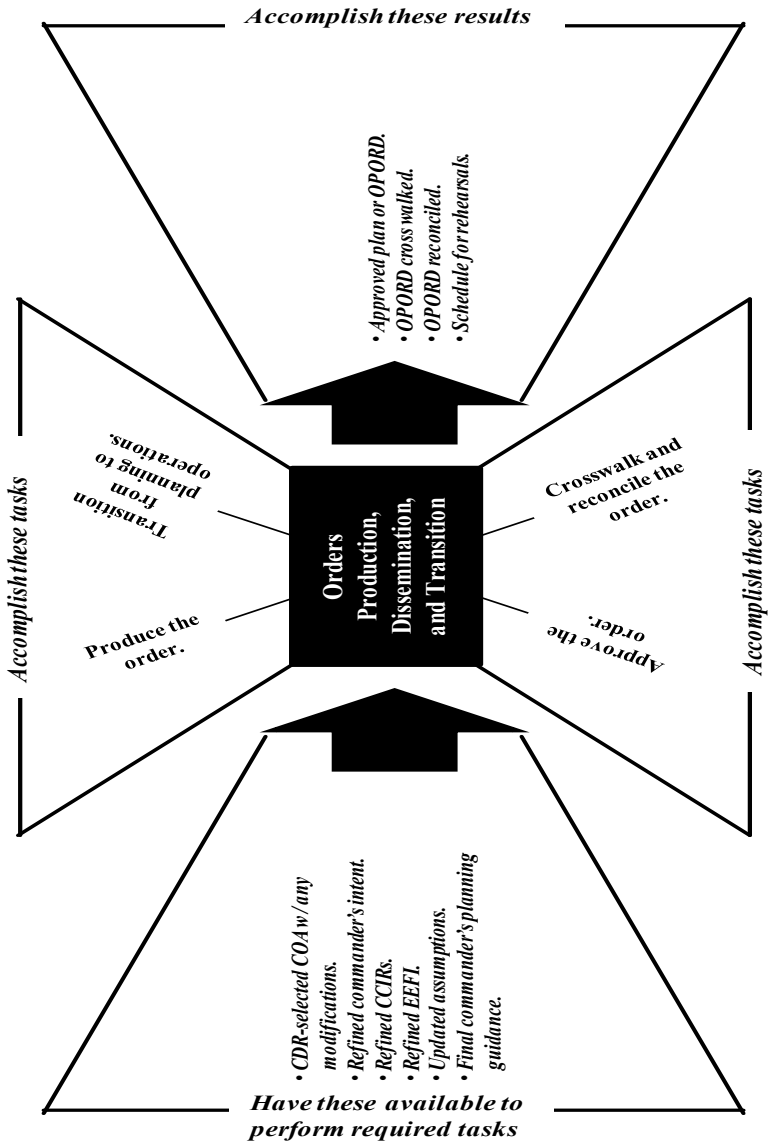 Accomplish these results
• Approved plan or OPORD.
• OPORD cross walked.
• OPORD reconciled.
• Schedule for rehearsals.
Accomplish these tasks
Produce the
order.
Transition
from
planning to
operations.
Orders
Production,
Dissemination,
and Transition
Approve the
order.
Crosswalk and
reconcile the
order.
Accomplish these tasks
• CDR-selected COA w/any
modifications.
• Refined commander's intent.
• Refined CCIRs.
• Refined EEFI.
• Updated assumptions.
• Final commander's planning
guidance.
Have these available to
perform required tasks